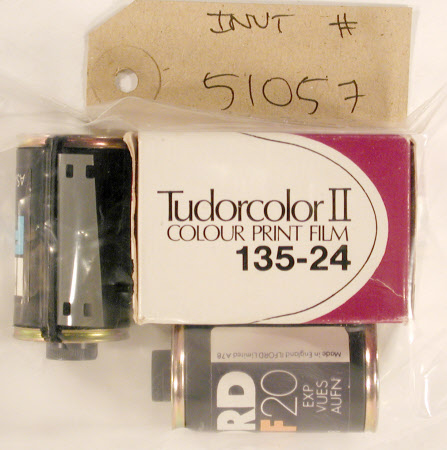 INVT #
51057
Tudorcolor II
COLOUR PRINT FILM
135-24
Made in England ILFORD Limited A78
RD
F20
EXP
VUES
AUFN